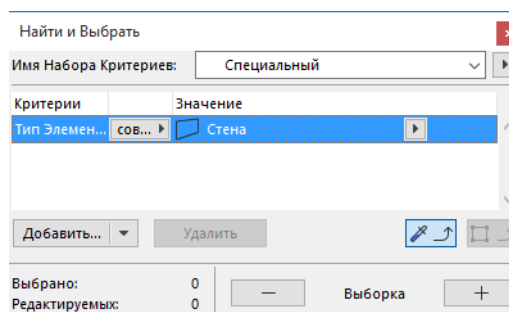 Найти и Выбрать
Имя Набора Критериев: Специальный
Критерии Значение
Тип Элемен... сов... Стена
Добавить... Удалить
Выбрано: 0
Редактируемых: 0
— Выборка +